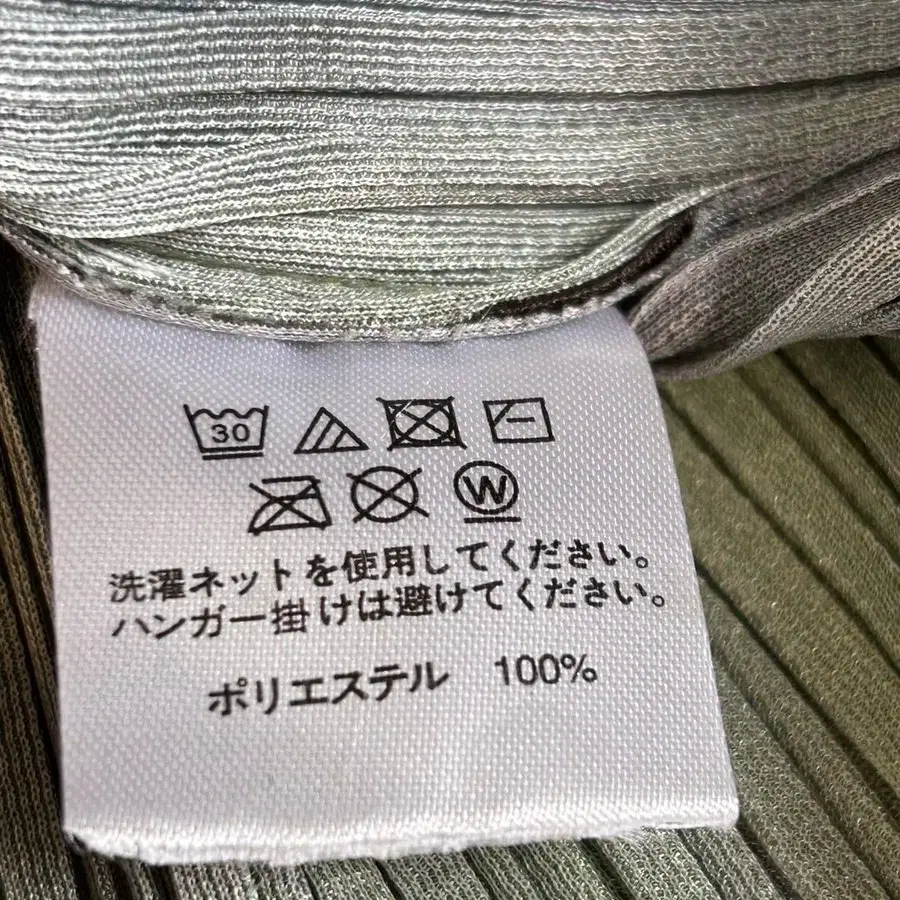 30
W
洗濯ネットを使用してください。
ハンガー掛けは避けてください。
ポリエステル 100%